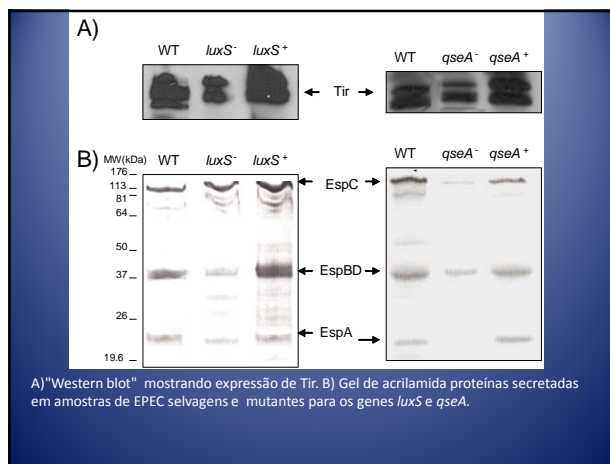 A)
WT luxS⁻ luxS⁺ WT qseA⁻ qseA⁺
Tir
B)
MW(kDa) WT luxS⁻ luxS⁺ WT qseA⁻ qseA⁺
176
113 EspC
81
64
50
37 EspBD
26
EspA
19.6
A)"Western blot" mostrando expressão de Tir. B) Gel de acrilamida proteínas secretadas
em amostras de EPEC selvagens e mutantes para os genes luxS e qseA.